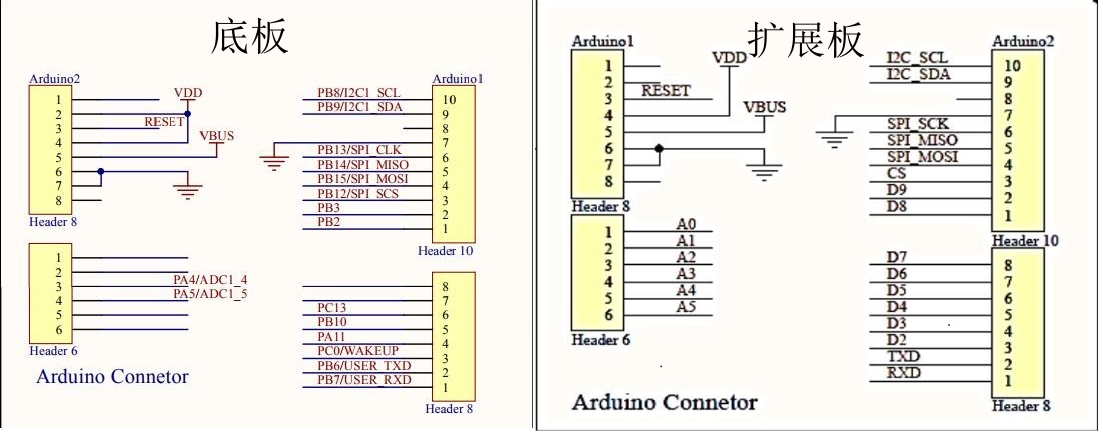 底板
Arduino2
1
2
3
4
5
6
7
8
VDD
RESET
VBUS
Header 8
1
2
3
4
5
6
PA4/ADC1_4
PA5/ADC1_5
Header 6
Arduino Connetor
Arduino1
PB8/I2C1_SCL
PB9/I2C1_SDA
PB13/SPI_CLK
PB14/SPI_MISO
PB15/SPI_MOSI
PB12/SPI_SCS
PB3
PB2
10
9
8
7
6
5
4
3
2
1
Header 10
PC13
PB10
PA11
PC0/WAKEUP
PB6/USER_TXD
PB7/USER_RXD
8
7
6
5
4
3
2
1
Header 8
扩展板
Arduino1
1
2
3
4
5
6
7
8
VDD
RESET
VBUS
Header 8
1
2
3
4
5
6
A0
A1
A2
A3
A4
A5
Header 6
Arduino Connetor
Arduino2
I2C_SCL
I2C_SDA
SPI_SCK
SPI_MISO
SPI_MOSI
CS
D9
D8
10
9
8
7
6
5
4
3
2
1
Header 10
D7
D6
D5
D4
D3
D2
TXD
RXD
8
7
6
5
4
3
2
1
Header 8